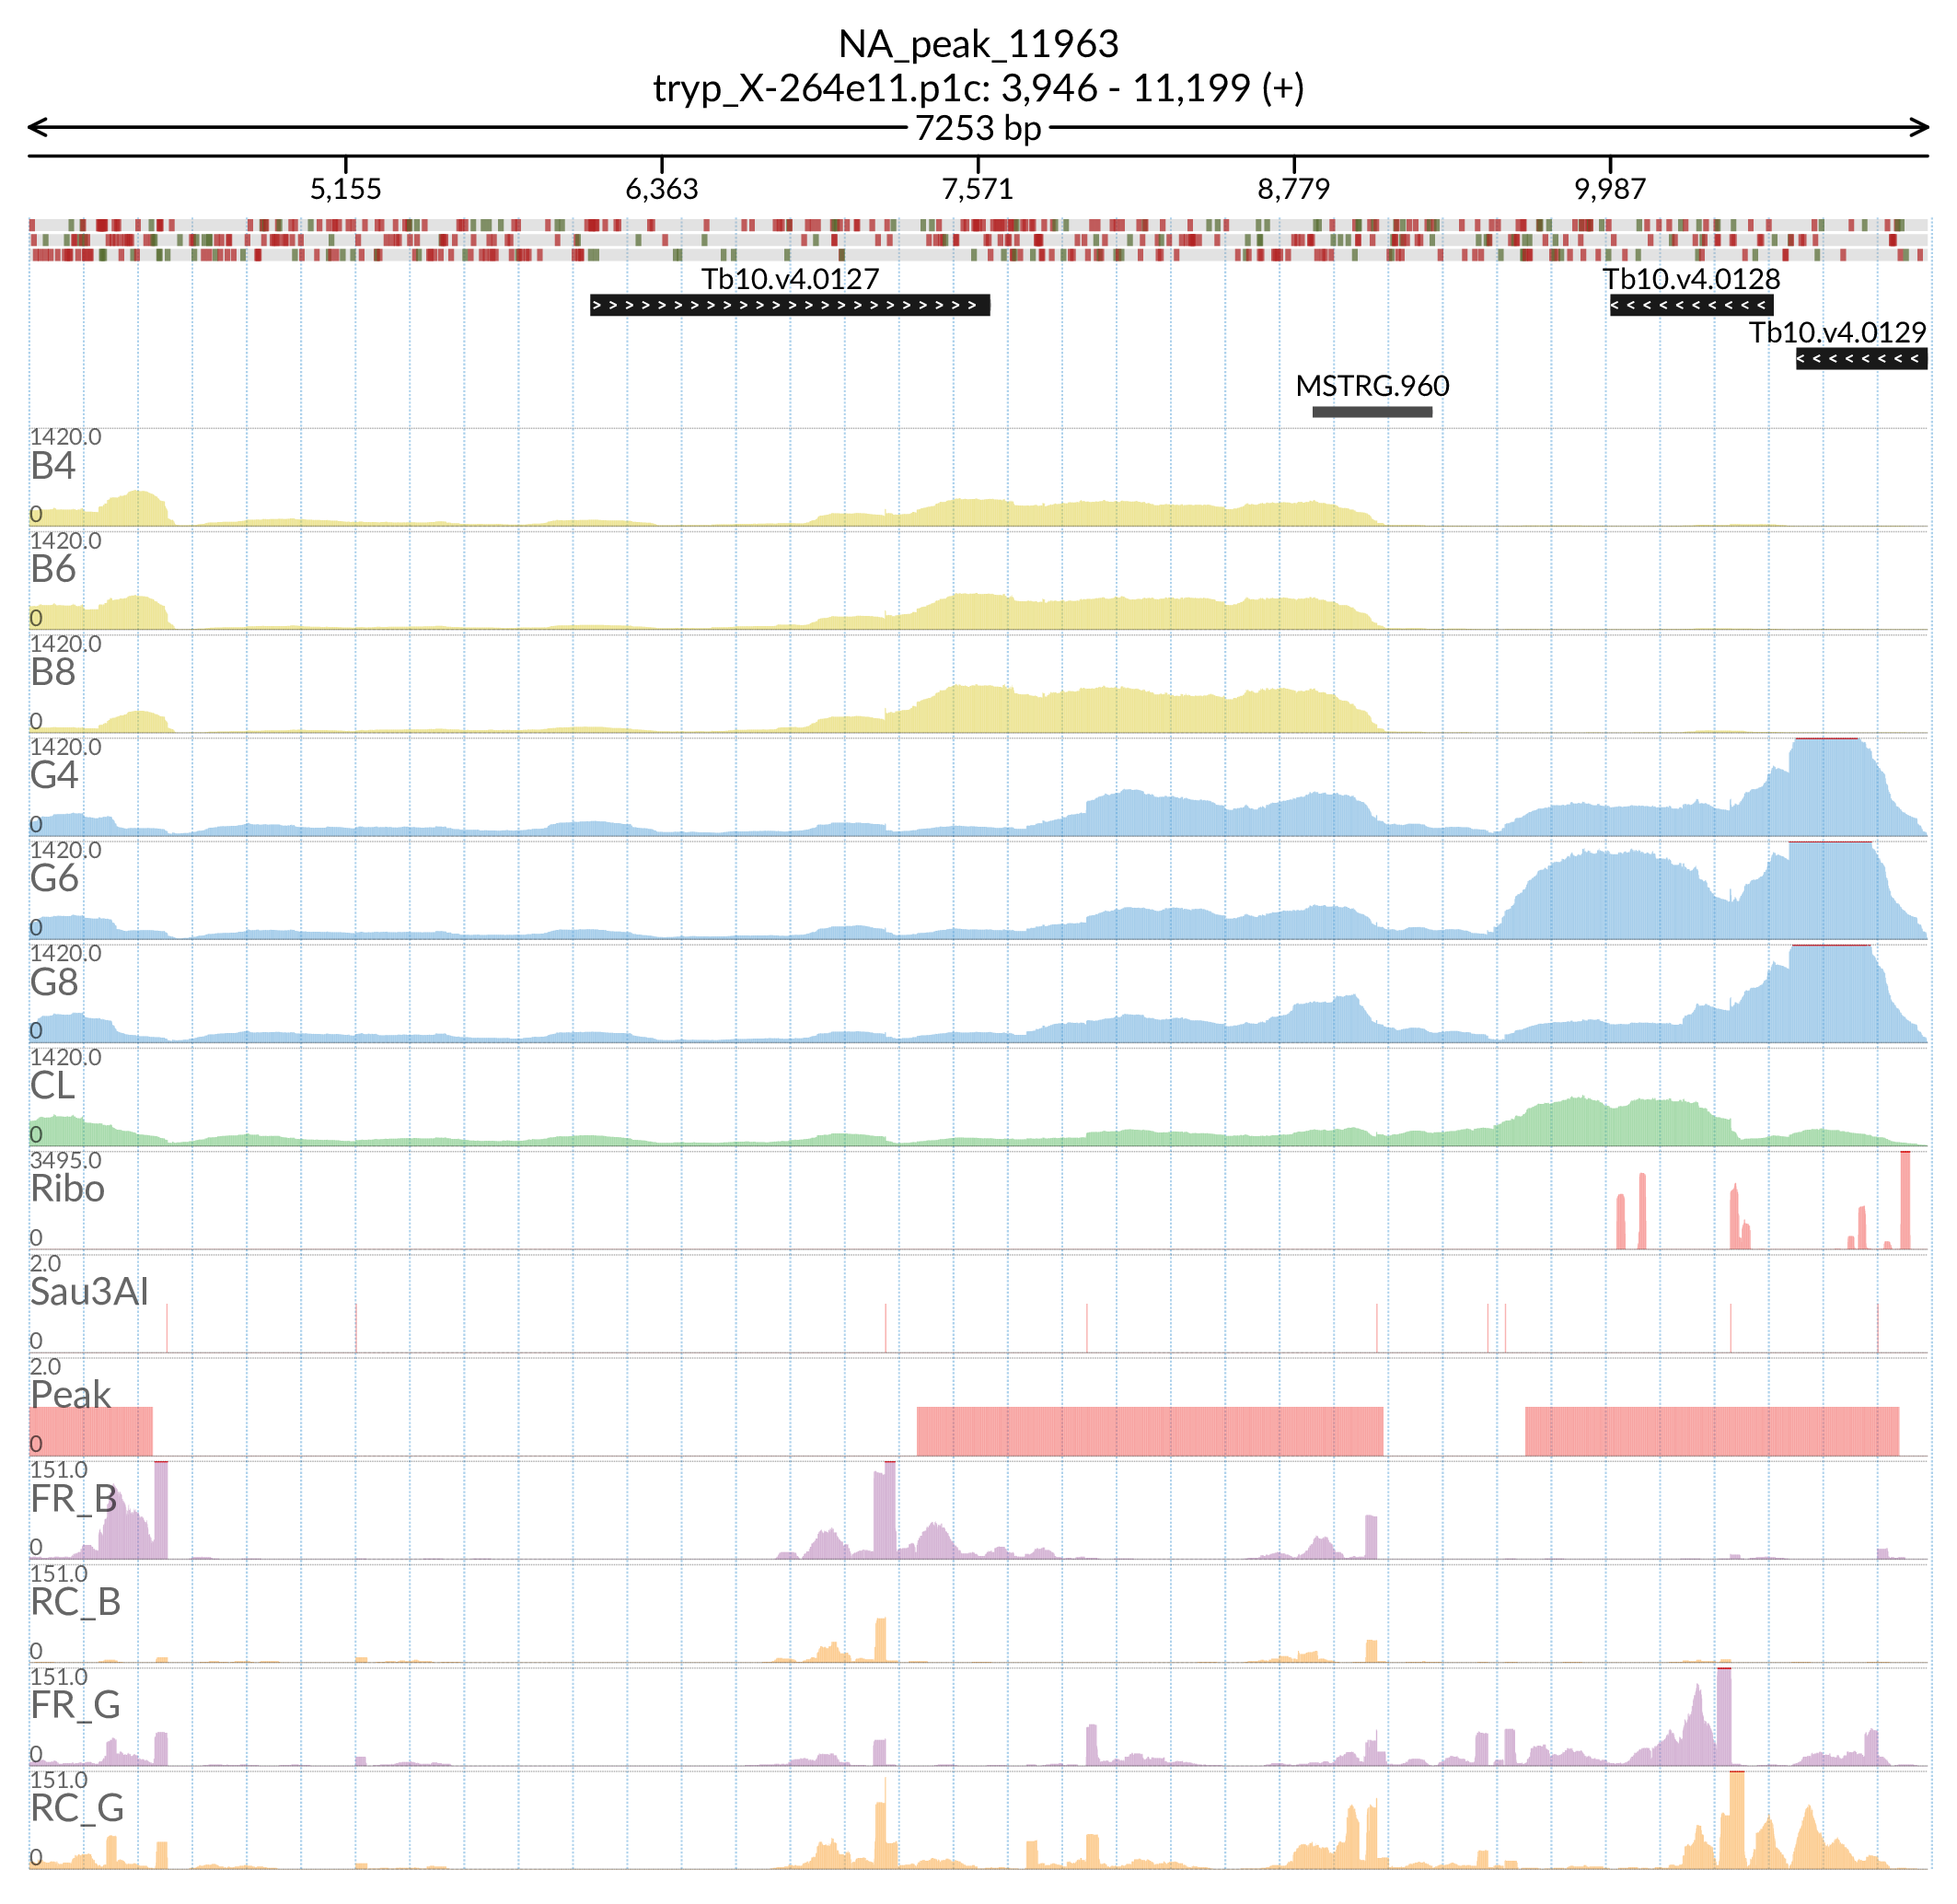 NA_peak_11963
tryp_X-264e11.p1c: 3,946 - 11,199 (+)
7253 bp
5,155 6,363 7,571 8,779 9,987
Tb10.v4.0127 Tb10.v4.0128
Tb10.v4.0129
MSTRG.960
1420.0
B4
0
1420.0
B6
0
1420.0
B8
0
1420.0
G4
0
1420.0
G6
0
1420.0
G8
0
1420.0
CL
0
3495.0
Ribo
0
2.0
Sau3AI
0
2.0
Peak
0
151.0
FR_B
0
151.0
RC_B
0
151.0
FR_G
0
151.0
RC_G
0